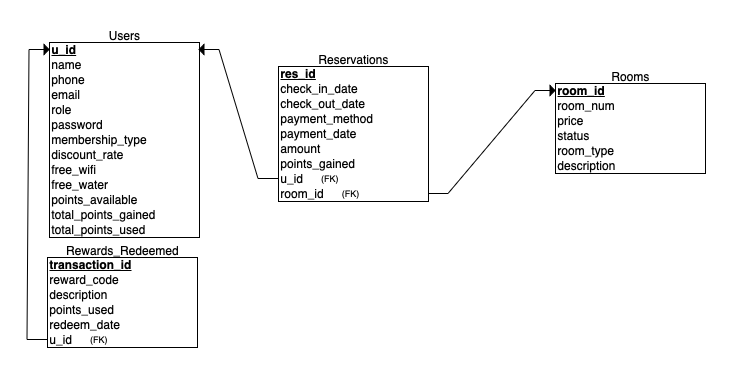 Users
u_id
name
phone
email
role
password
membership_type
discount_rate
free_wifi
free_water
points_available
total_points_gained
total_points_used
Rewards_Redeemed
transaction_id
reward_code
description
points_used
redeem_date
u_id (FK)
Reservations
res_id
check_in_date
check_out_date
payment_method
payment_date
amount
points_gained
u_id (FK)
room_id (FK)
Rooms
room_id
room_num
price
status
room_type
description